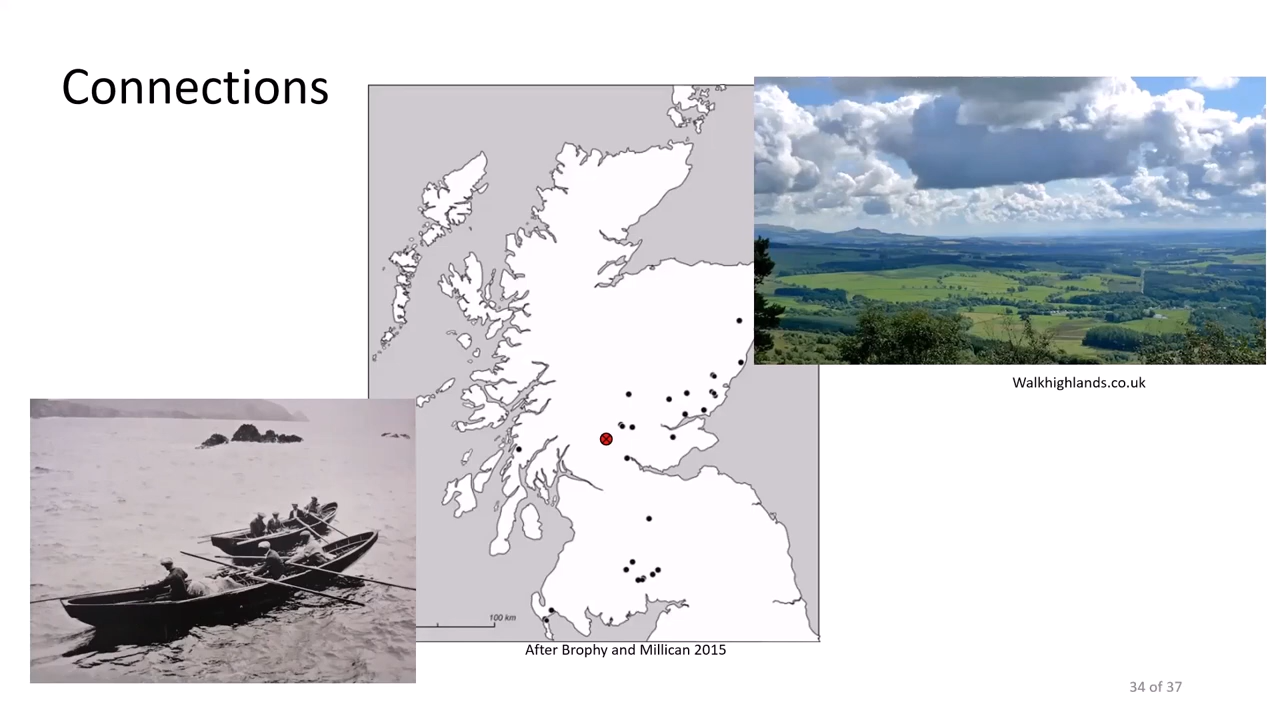 Connections
Walkhighlands.co.uk
100 km
After Brophy and Millican 2015
34 of 37